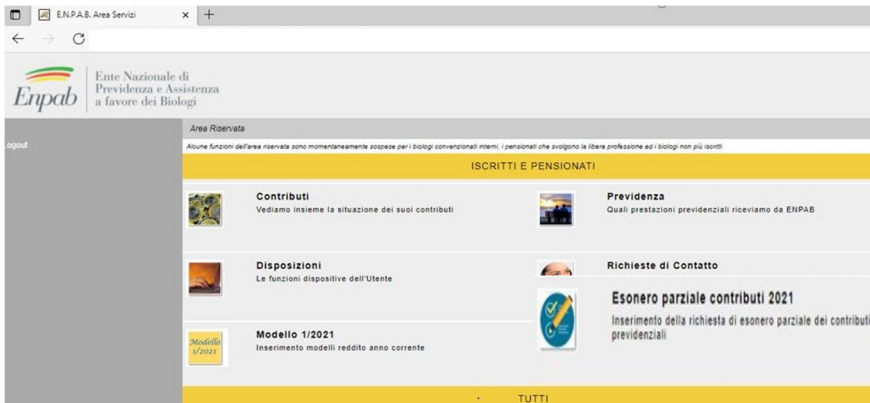 E.N.P.A.B. Area Servizi
Enpab
Ente Nazionale di
Previdenza e Assistenza
a favore dei Biologi
Area Riservata
ogout
Alcune funzioni dell'area riservata sono momentaneamente sospese per i biologi convenzionati interni, i pensionati che svolgono la libera professione ed i biologi non più iscritti
ISCRITTI E PENSIONATI
Contributi
Vediamo insieme la situazione dei suoi contributi
Previdenza
Quali prestazioni previdenziali riceviamo da ENPAB
Disposizioni
Le funzioni dispositive dell'Utente
Richieste di Contatto
Esonero parziale contributi 2021
Inserimento della richiesta di esonero parziale dei contributi
previdenziali
Modello
1/2021
Modello 1/2021
Inserimento modelli reddito anno corrente
TUTTI